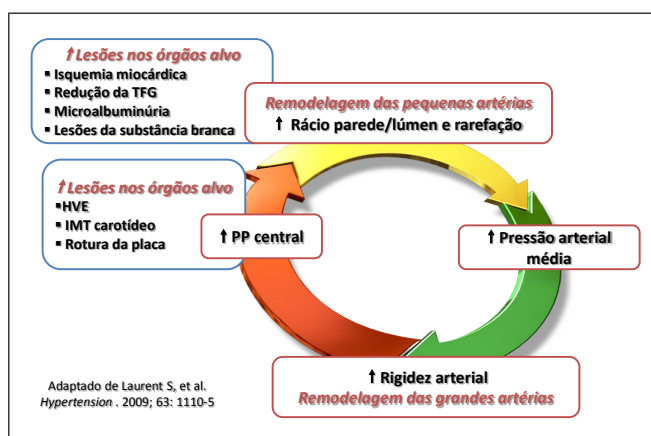 ↑ Lesões nos órgãos alvo
▪ Isquemia miocárdica
▪ Redução da TFG
▪ Microalbuminúria
▪ Lesões da substância branca
Remodelagem das pequenas artérias
↑ Rácio parede/lúmen e rarefação
↑ Lesões nos órgãos alvo
▪HVE
▪ IMT carotídeo
▪ Rotura da placa
↑ PP central
↑ Pressão arterial
média
↑ Rigidez arterial
Remodelagem das grandes artérias
Adaptado de Laurent S, et al.
Hypertension . 2009; 63: 1110-5